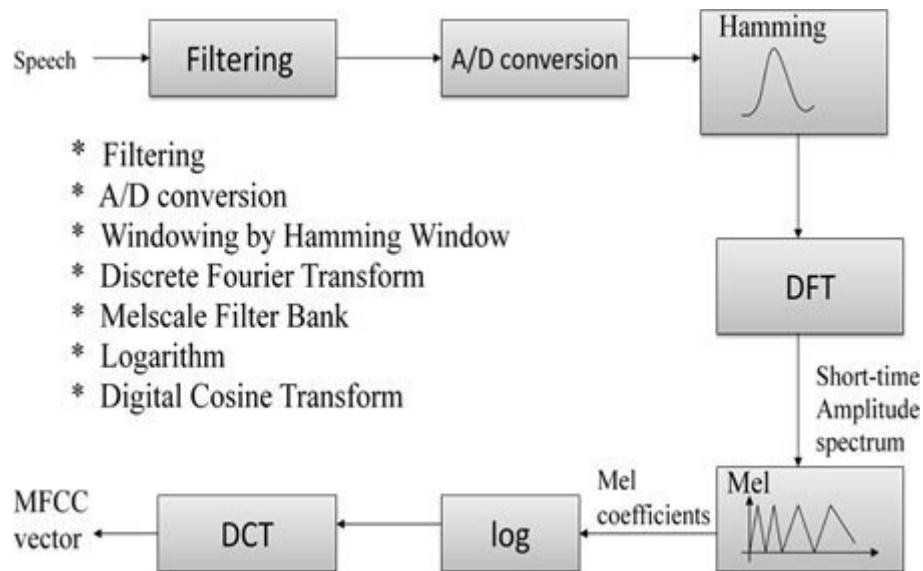 Speech
Filtering
A/D conversion
Hamming
* Filtering
* A/D conversion
* Windowing by Hamming Window
* Discrete Fourier Transform
* Melscale Filter Bank
* Logarithm
* Digital Cosine Transform
DFT
Short-time
Amplitude
spectrum
Mel
Mel
coefficients
log
DCT
MFCC
vector